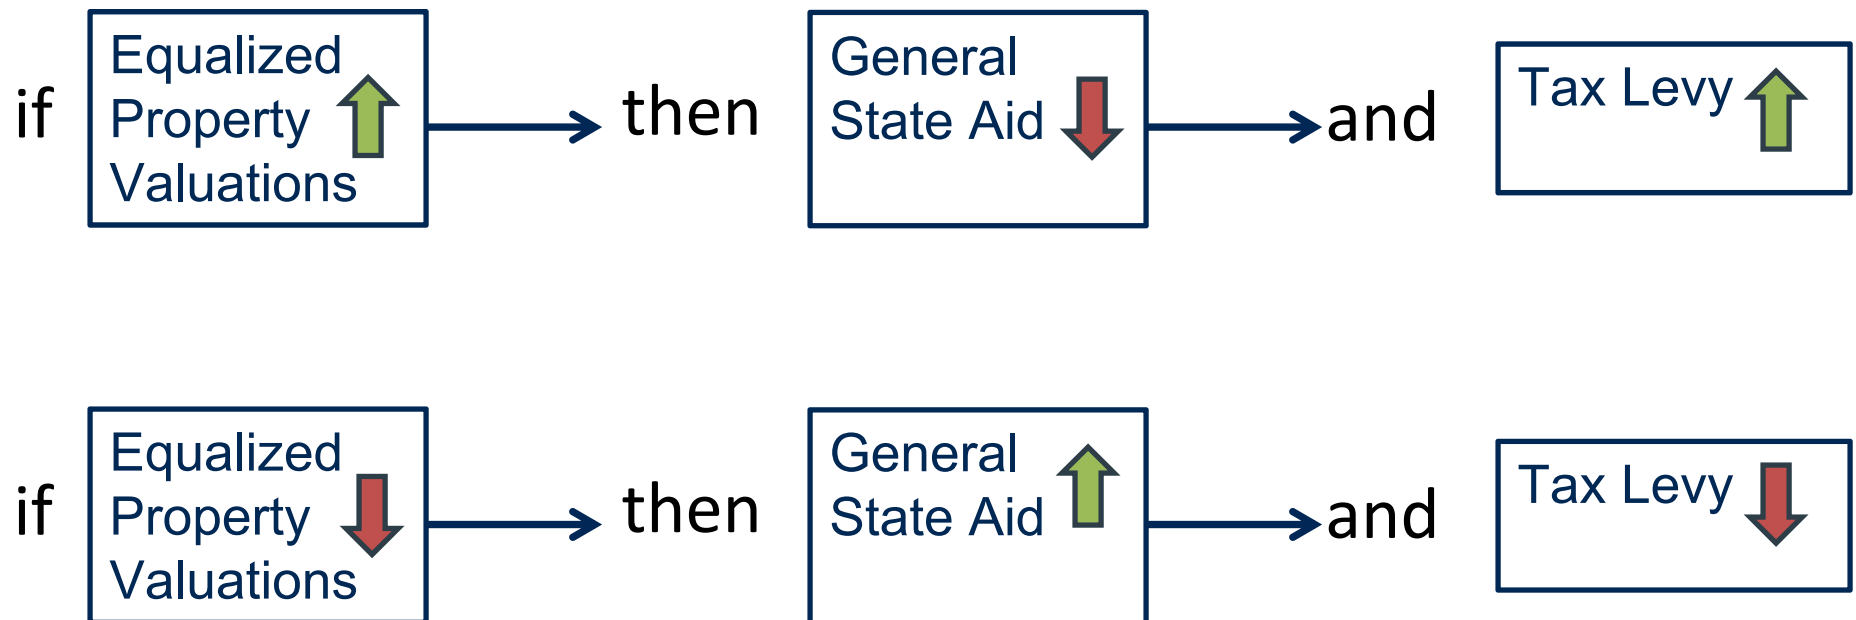 if
Equalized
Property
Valuations
then
General
State Aid
and
Tax Levy
if
Equalized
Property
Valuations
then
General
State Aid
and
Tax Levy